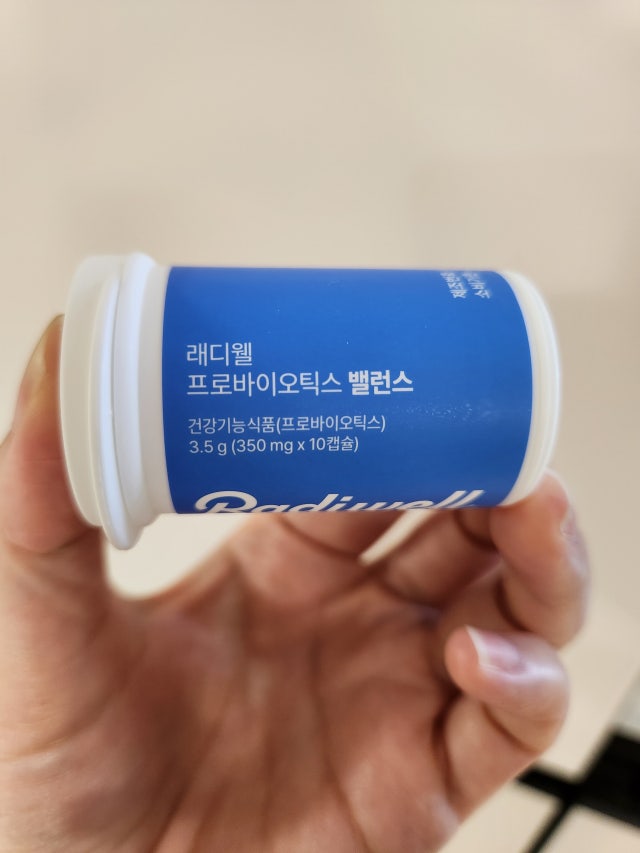 래디웰
프로바이오틱스 밸런스
건강기능식품(프로바이오틱스)
3.5 g (350 mg x 10캡슐)
Radiwell